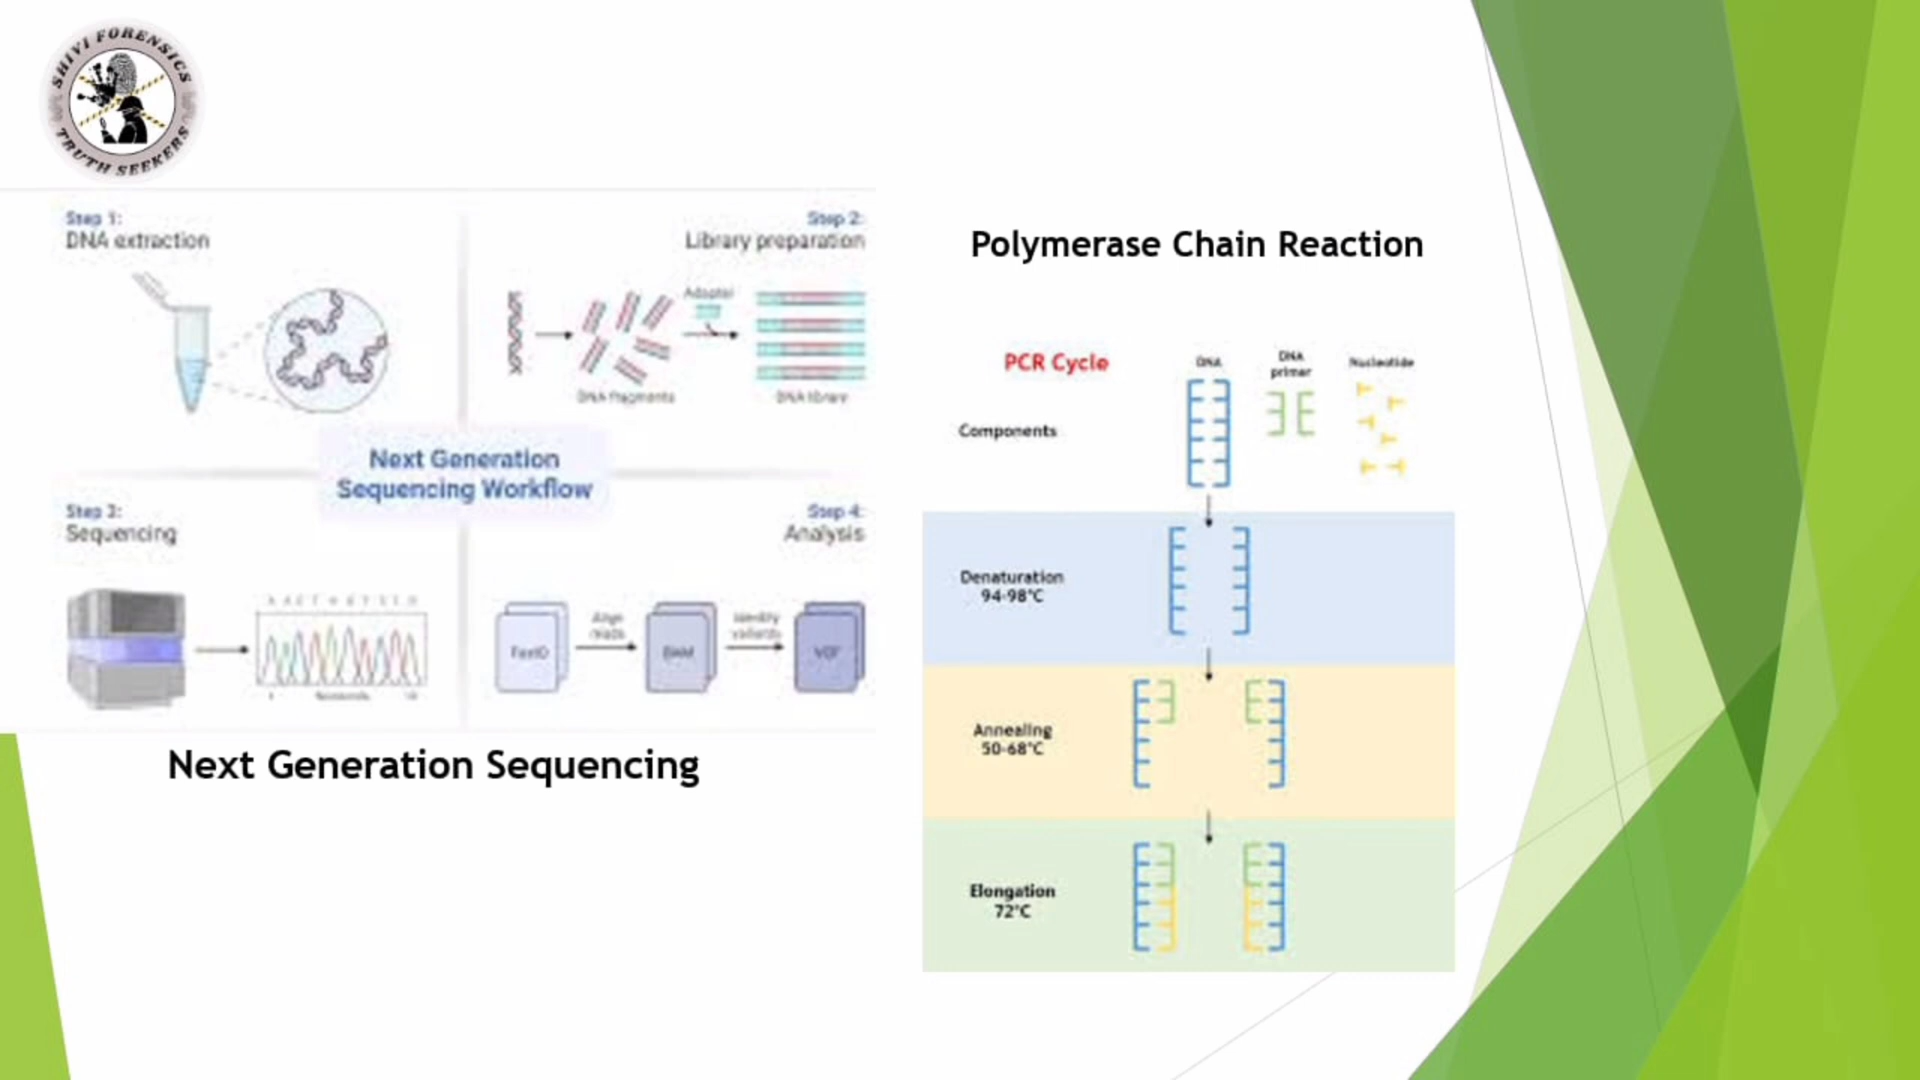 SHIVI FORENSICS
TRUTH SEEKERS
Step 1:
DNA extraction
Step 2:
Library preparation
Adaptor
DNA fragments
DNA library
Next Generation
Sequencing Workflow
Step 3:
Sequencing
Step 4:
Analysis
Align
reads
Identify
variants
FastQ
BAM
VCF
Next Generation Sequencing
Polymerase Chain Reaction
PCR Cycle
DNA
DNA
primer
Nucleotide
Components
Denaturation
94-98°C
Annealing
50-68°C
Elongation
72°C